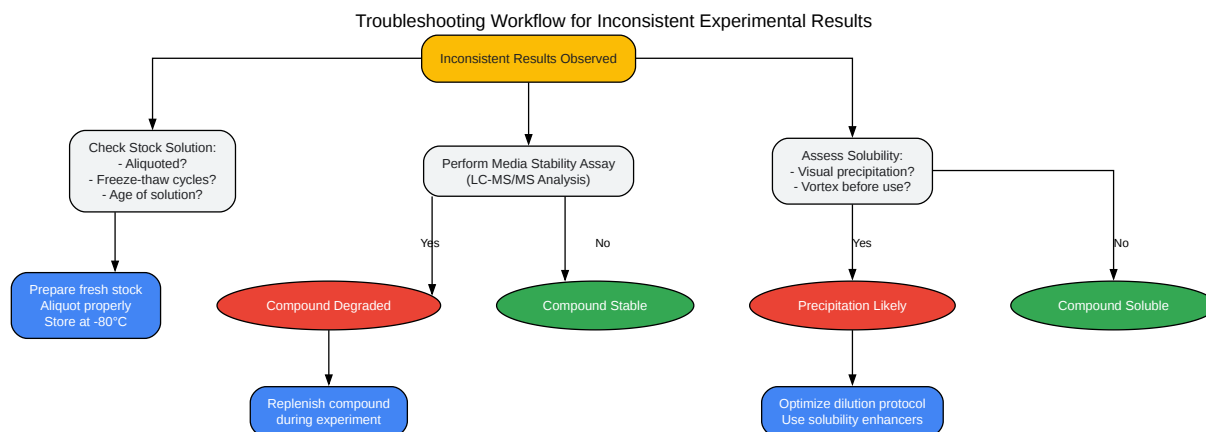 Troubleshooting Workflow for Inconsistent Experimental Results
Inconsistent Results Observed
Check Stock Solution:
- Aliquoted?
- Freeze-thaw cycles?
- Age of solution?
Perform Media Stability Assay
(LC-MS/MS Analysis)
Assess Solubility:
- Visual precipitation?
- Vortex before use?
Yes
No
Yes
No
Prepare fresh stock
Aliquot properly
Store at -80°C
Compound Degraded
Compound Stable
Precipitation Likely
Compound Soluble
Replenish compound
during experiment
Optimize dilution protocol
Use solubility enhancers